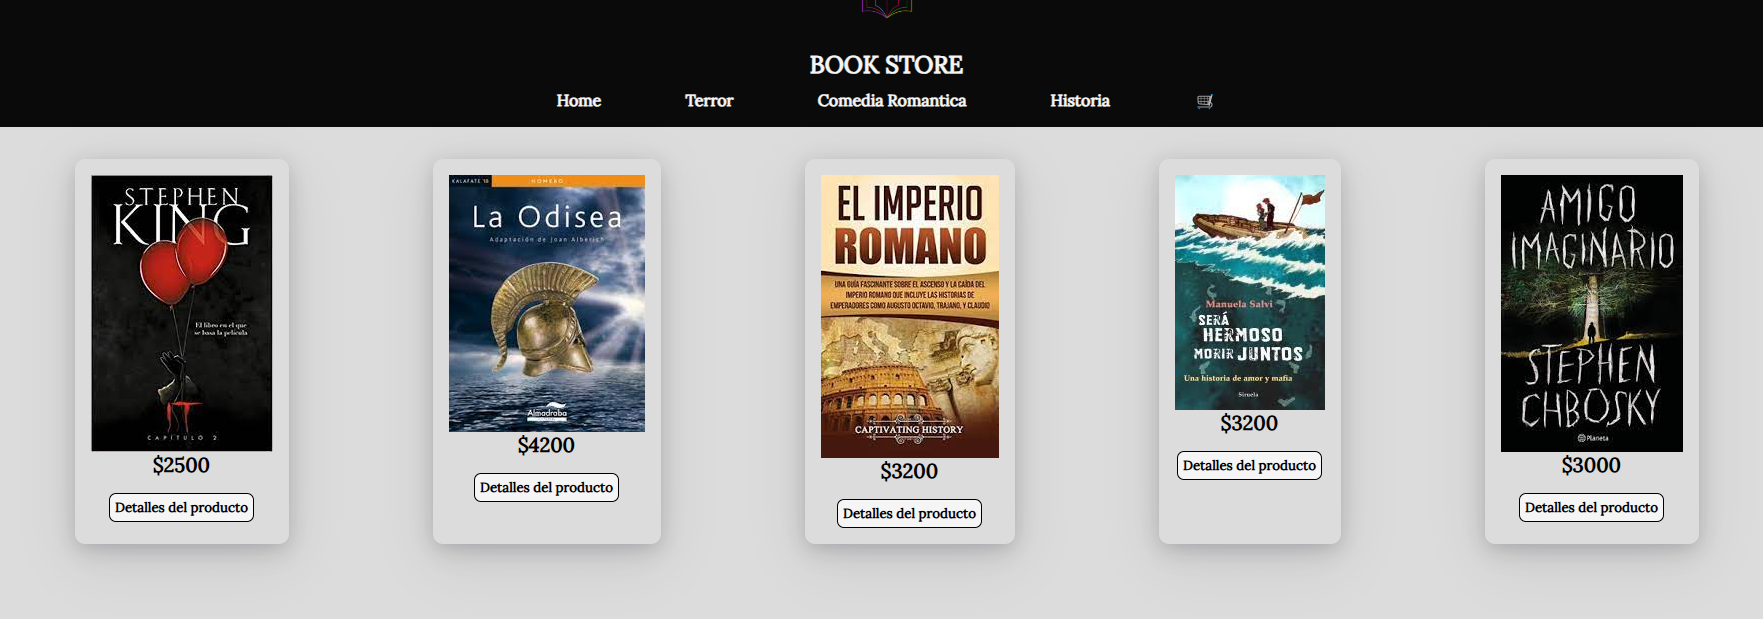 BOOK STORE
Home
Terror
Comedia Romantica
Historia
STEPHEN
KING
El libro en el que
se basa la película
IT
CAPÍTULO 2
$2500
Detalles del producto
KALAFATE 18
HOMERO
La Odisea
Adaptación de Joan Alberich
Almadraba
$4200
Detalles del producto
EL IMPERIO
ROMANO
UNA GUÍA FASCINANTE SOBRE EL ASCENSO Y LA CAÍDA DEL
IMPERIO ROMANO QUE INCLUYE LAS HISTORIAS DE
EMPERADORES COMO AUGUSTO OCTAVIO, TRAJANO, Y CLAUDIO
CAPTIVATING HISTORY
$3200
Detalles del producto
Manuela Salvi
SERÁ
HERMOSO
MORIR JUNTOS
Una historia de amor y mafia
Siruela
$3200
Detalles del producto
AMIGO
IMAGINARIO
STEPHEN
CHBOSKY
Planeta
$3000
Detalles del producto